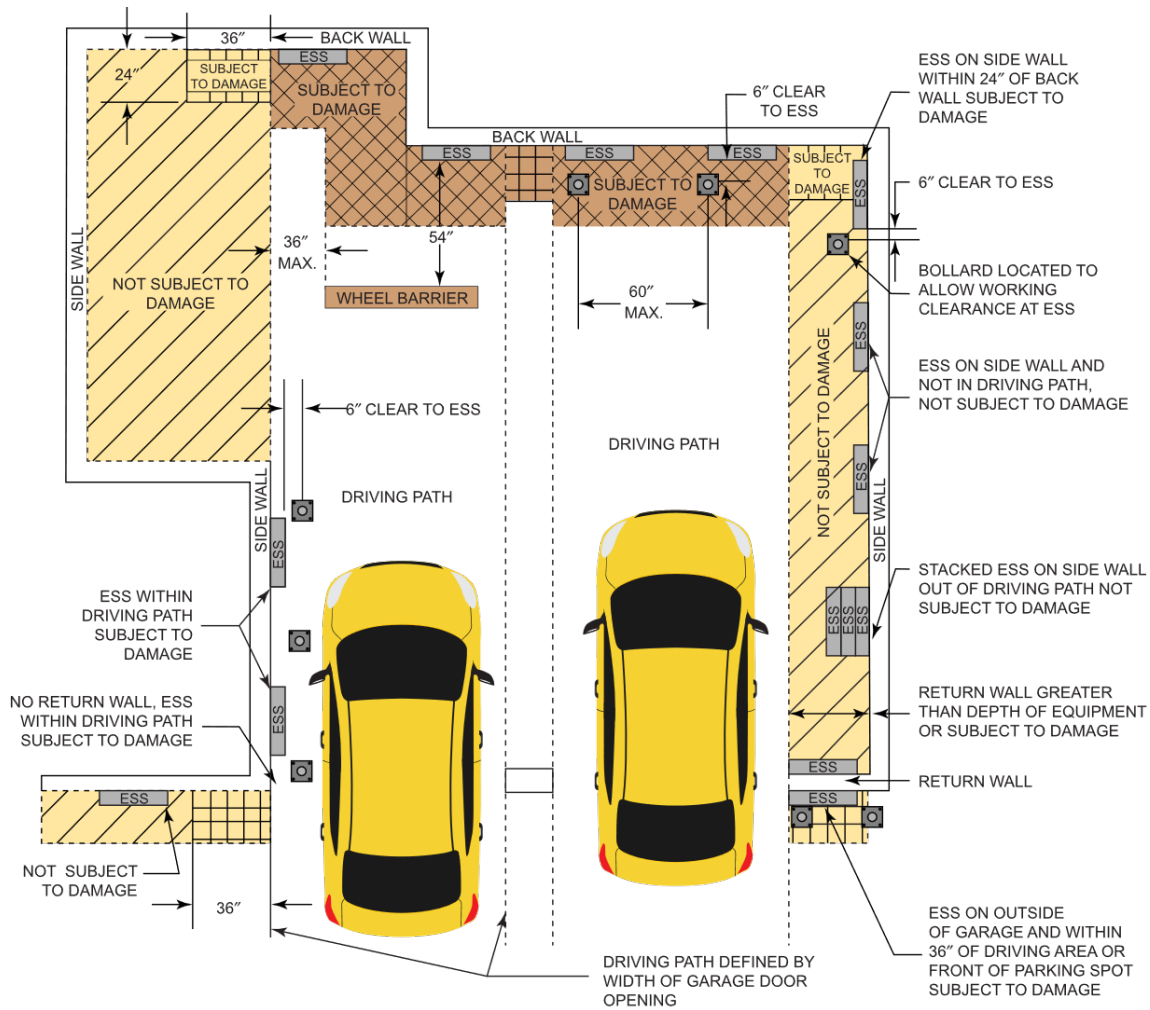 36″
BACK WALL
24″
SUBJECT
TO DAMAGE
ESS
SUBJECT TO
DAMAGE
6″ CLEAR
TO ESS
ESS ON SIDE WALL
WITHIN 24″ OF BACK
WALL SUBJECT TO
DAMAGE
BACK WALL
ESS
ESS
ESS
SUBJECT TO
DAMAGE
SUBJECT
TO
DAMAGE
ESS
6″ CLEAR TO ESS
SIDE WALL
36″
MAX.
54″
NOT SUBJECT TO
DAMAGE
WHEEL BARRIER
60″
MAX.
BOLLARD LOCATED TO
ALLOW WORKING
CLEARANCE AT ESS
ESS
NOT SUBJECT TO DAMAGE
ESS ON SIDE WALL AND
NOT IN DRIVING PATH,
NOT SUBJECT TO DAMAGE
6″ CLEAR TO ESS
DRIVING PATH
ESS
DRIVING PATH
SIDE WALL
SIDE WALL
ESS
STACKED ESS ON SIDE WALL
OUT OF DRIVING PATH NOT
SUBJECT TO DAMAGE
ESS
ESS
ESS
ESS WITHIN
DRIVING PATH
SUBJECT TO
DAMAGE
NO RETURN WALL, ESS
WITHIN DRIVING PATH
SUBJECT TO DAMAGE
ESS
RETURN WALL GREATER
THAN DEPTH OF EQUIPMENT
OR SUBJECT TO DAMAGE
ESS
RETURN WALL
ESS
ESS
NOT SUBJECT
TO DAMAGE
36″
ESS ON OUTSIDE
OF GARAGE AND WITHIN
36″ OF DRIVING AREA OR
FRONT OF PARKING SPOT
SUBJECT TO DAMAGE
DRIVING PATH DEFINED BY
WIDTH OF GARAGE DOOR
OPENING